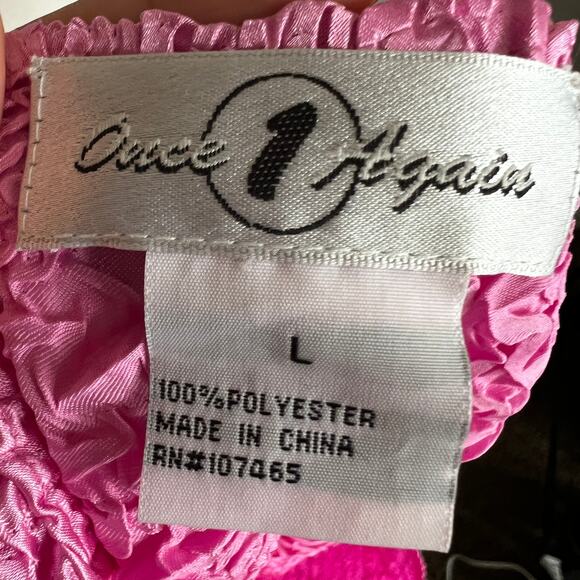 Once 1 Again
L
100%POLYESTER
MADE IN CHINA
RN#107465